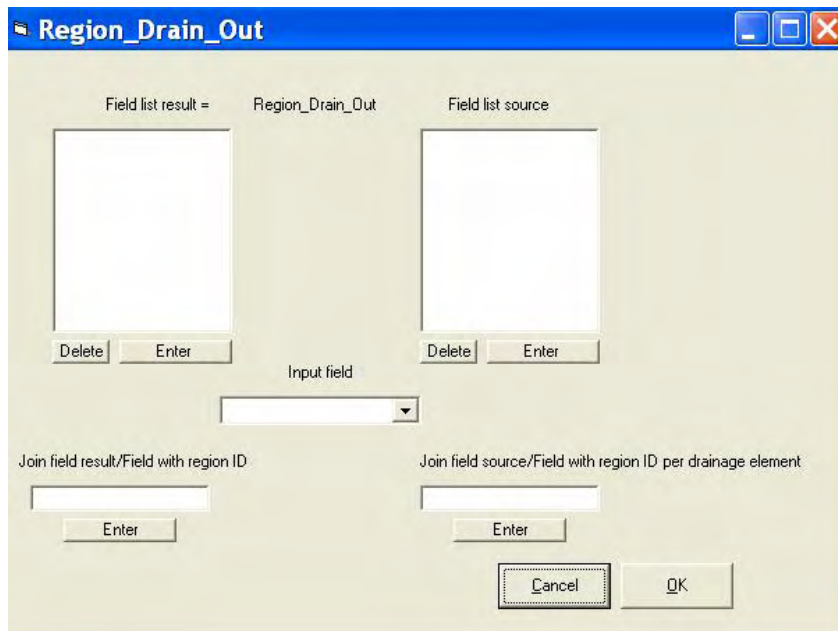 Region_Drain_Out
Field list result = Region_Drain_Out Field list source
Delete Enter Delete Enter
Input field
Join field result/Field with region ID Join field source/Field with region ID per drainage element
Enter Enter
Cancel OK